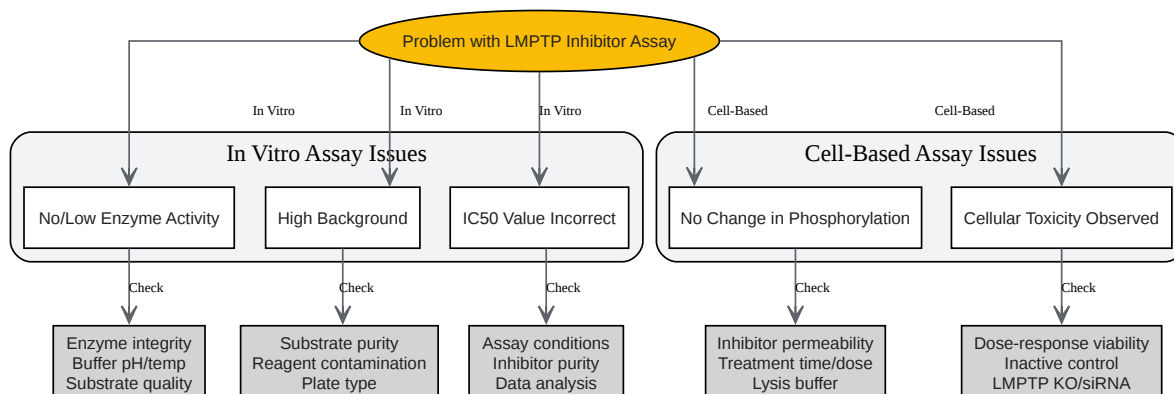 Problem with LMPTP Inhibitor Assay
In Vitro
In Vitro
In Vitro
Cell-Based
Cell-Based
In Vitro Assay Issues
Cell-Based Assay Issues
No/Low Enzyme Activity
High Background
IC50 Value Incorrect
No Change in Phosphorylation
Cellular Toxicity Observed
Check
Check
Check
Check
Check
Enzyme integrity
Buffer pH/temp
Substrate quality
Substrate purity
Reagent contamination
Plate type
Assay conditions
Inhibitor purity
Data analysis
Inhibitor permeability
Treatment time/dose
Lysis buffer
Dose-response viability
Inactive control
LMPTP KO/siRNA